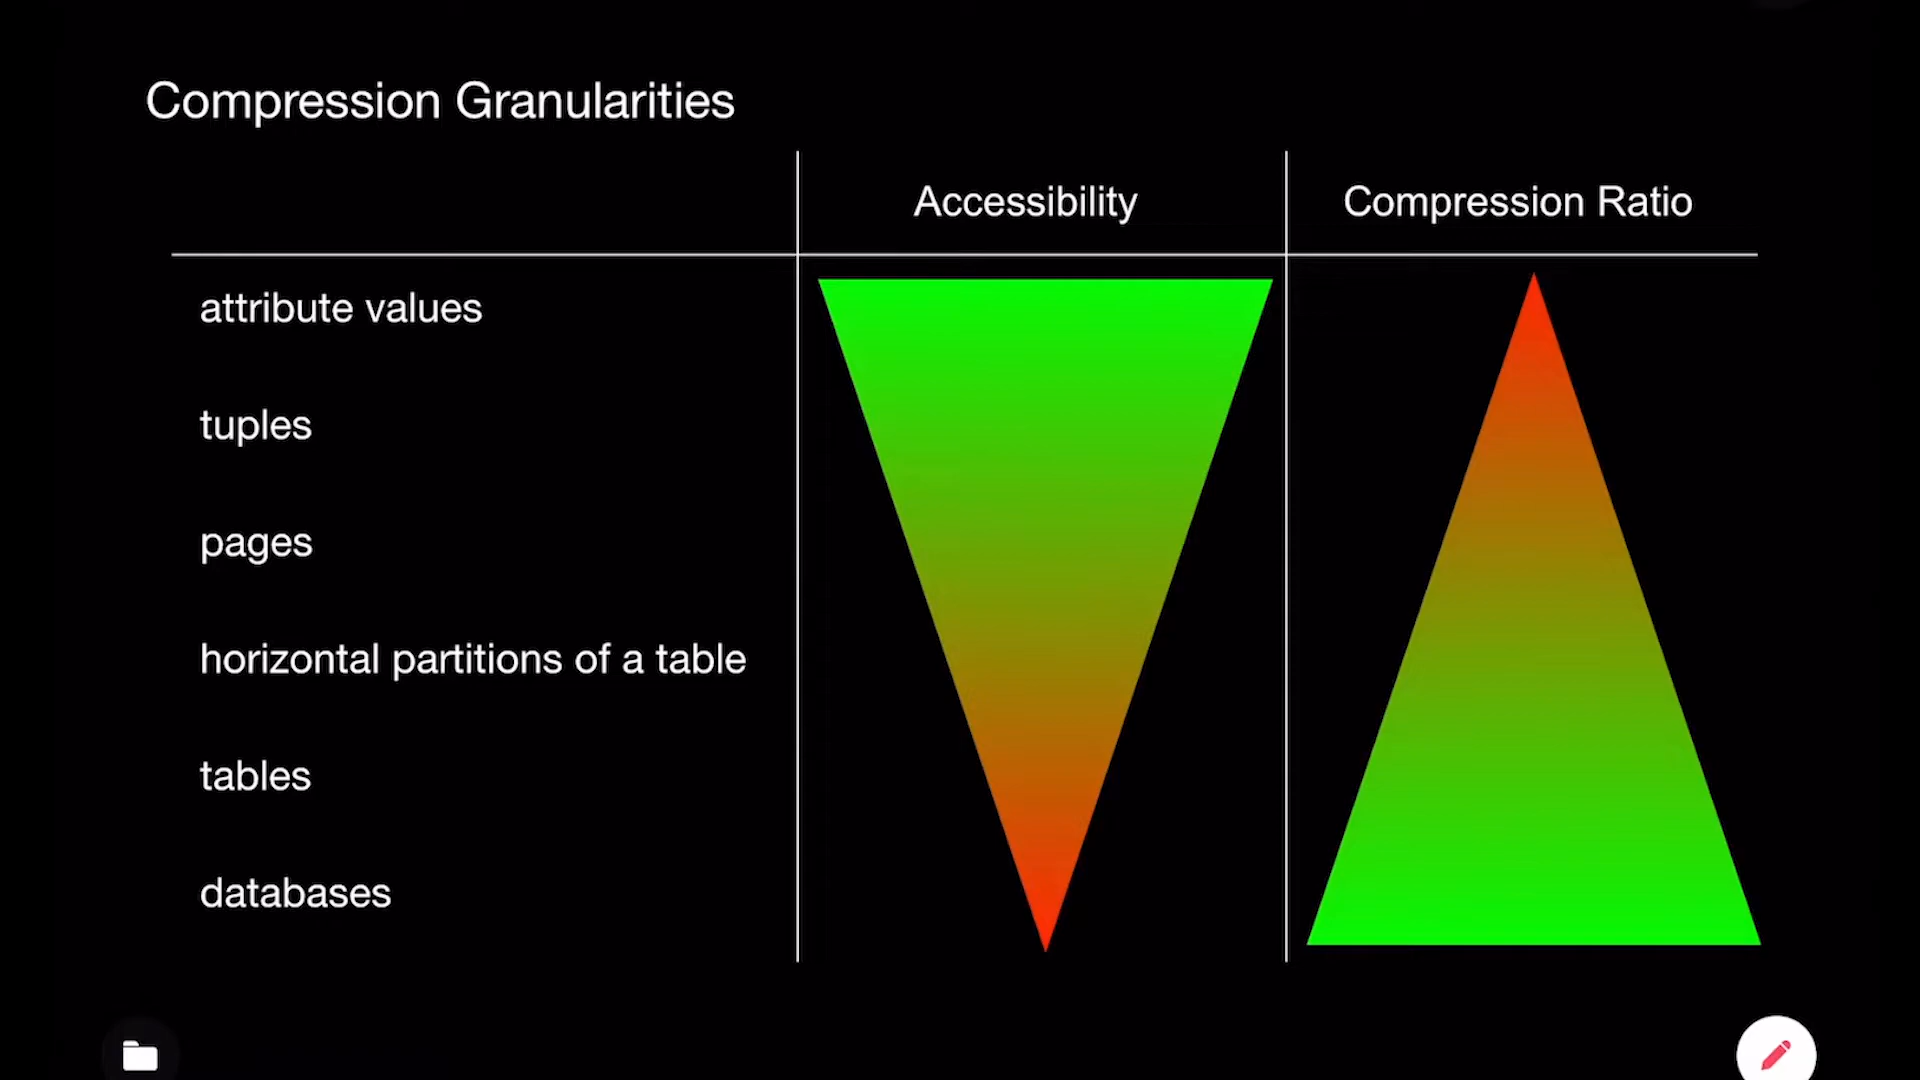 Compression Granularities
Accessibility
Compression Ratio
attribute values
tuples
pages
horizontal partitions of a table
tables
databases